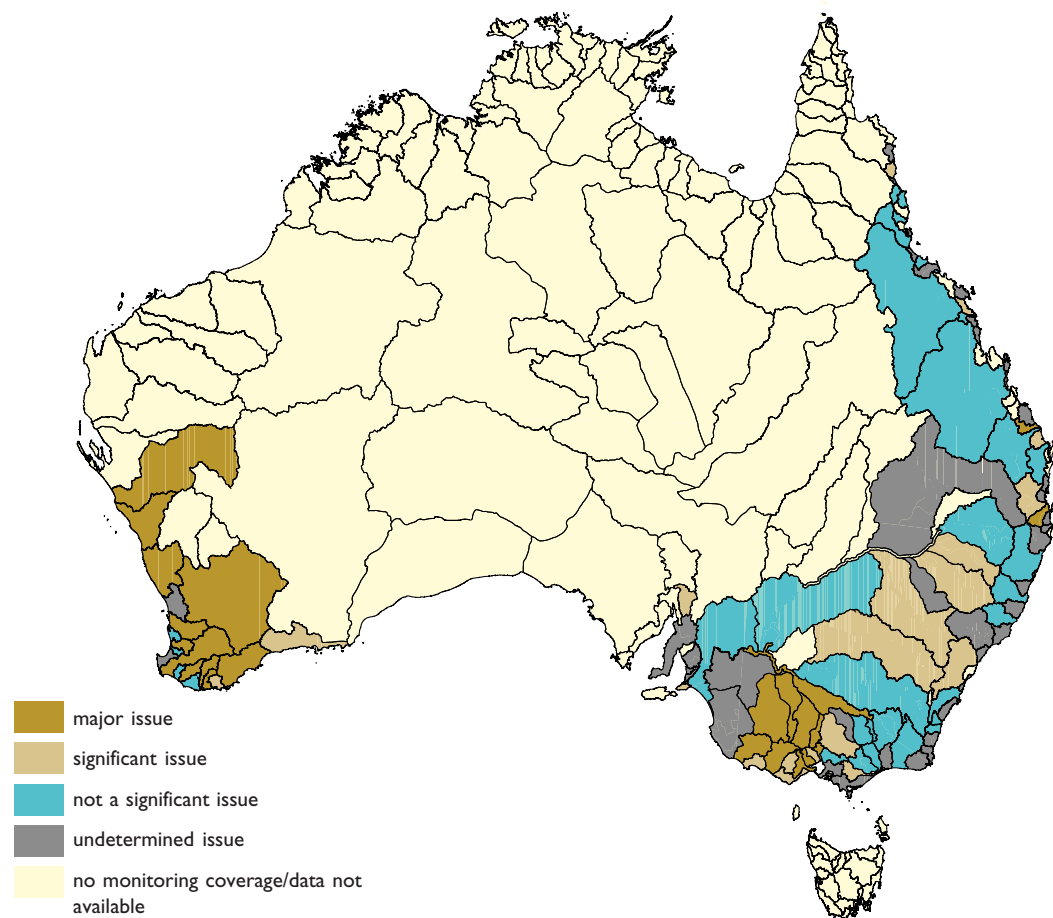 major issue
significant issue
not a significant issue
undetermined issue
no monitoring coverage/data not
available